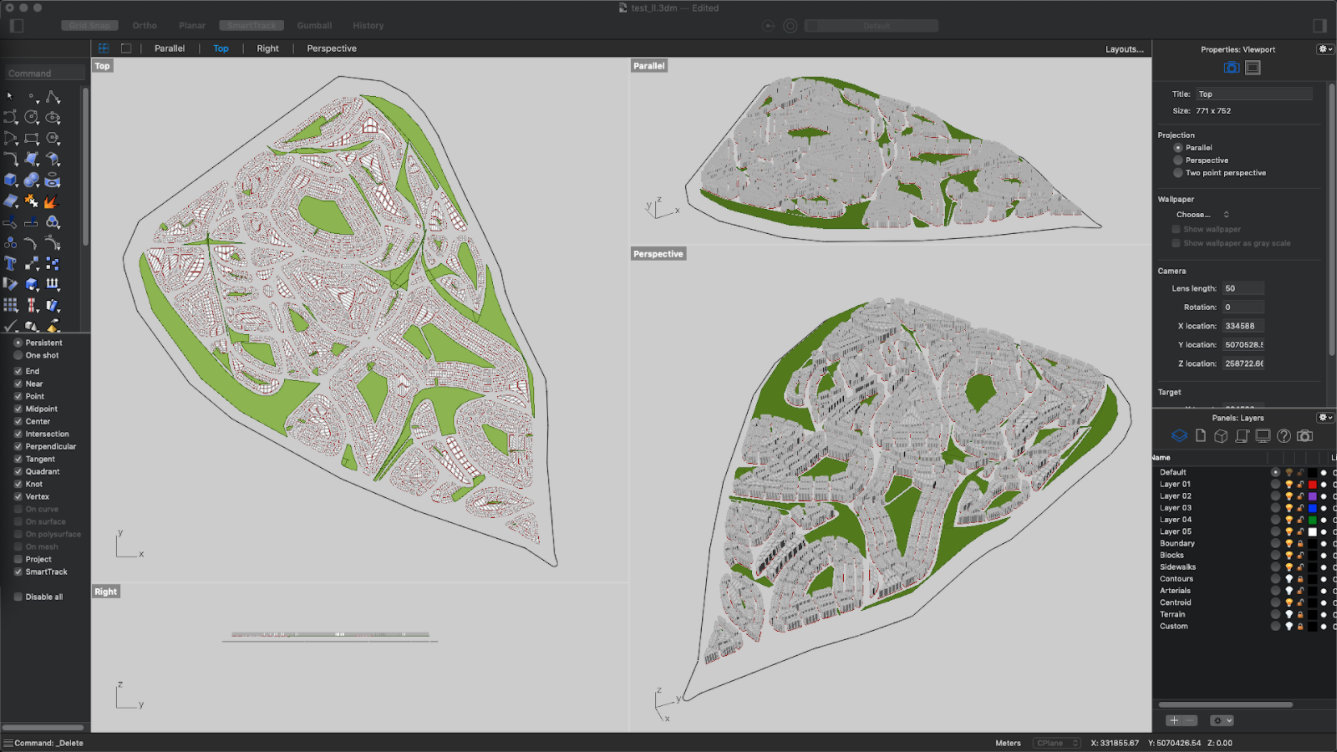 test_II.3dm — Edited
Grid Snap Ortho Planar SmartTrack Gumball History Default
Parallel Top Right Perspective Layouts...
Command
Top
Parallel
Perspective
Right
y
x
y z
x
z
y
z
y
x
Persistent
One shot
End
Near
Point
Midpoint
Center
Intersection
Perpendicular
Tangent
Quadrant
Knot
Vertex
On curve
On surface
On polysurface
On mesh
Project
SmartTrack
Disable all
Properties: Viewport
Title: Top
Size: 771 x 752
Projection
Parallel
Perspective
Two point perspective
Wallpaper
Choose...
Show wallpaper
Show wallpaper as gray scale
Camera
Lens length: 50
Rotation: 0
X location: 334588
Y location: 5070528.5
Z location: 258722.66
Target
Panels: Layers
Name
Default
Layer 01
Layer 02
Layer 03
Layer 04
Layer 05
Boundary
Blocks
Sidewalks
Contours
Arterials
Centroid
Terrain
Custom
Command: _Delete
Meters CPlane X: 331855.67 Y: 5070426.54 Z: 0.00